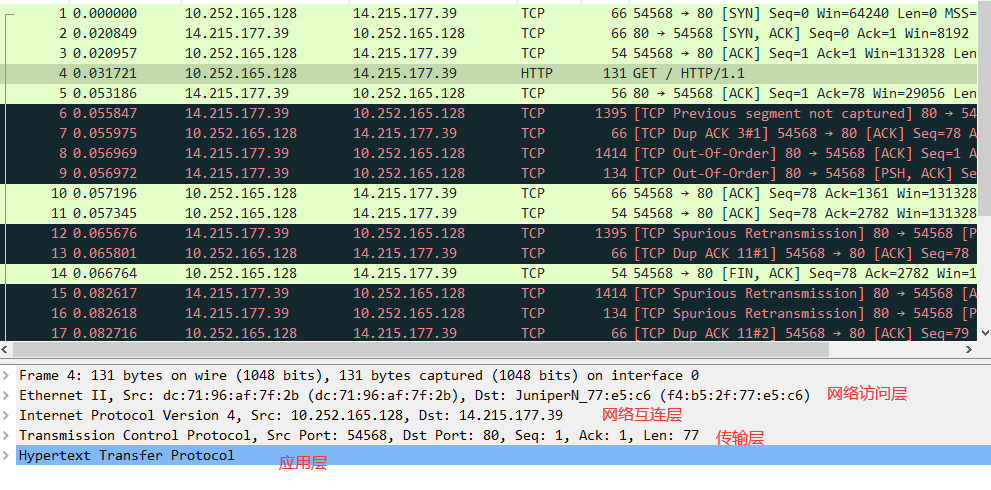 1 0.000000 10.252.165.128 14.215.177.39 TCP 66 54568 → 80 [SYN] Seq=0 Win=64240 Len=0 MSS=
2 0.020849 14.215.177.39 10.252.165.128 TCP 66 80 → 54568 [SYN, ACK] Seq=0 Ack=1 Win=8192
3 0.020957 10.252.165.128 14.215.177.39 TCP 54 54568 → 80 [ACK] Seq=1 Ack=1 Win=131328 Len
4 0.031721 10.252.165.128 14.215.177.39 HTTP 131 GET / HTTP/1.1
5 0.053186 14.215.177.39 10.252.165.128 TCP 56 80 → 54568 [ACK] Seq=1 Ack=78 Win=29056 Len
6 0.055847 14.215.177.39 10.252.165.128 TCP 1395 [TCP Previous segment not captured] 80 → 54
7 0.055975 10.252.165.128 14.215.177.39 TCP 66 [TCP Dup ACK 3#1] 54568 → 80 [ACK] Seq=78 A
8 0.056969 14.215.177.39 10.252.165.128 TCP 1414 [TCP Out-Of-Order] 80 → 54568 [ACK] Seq=1 A
9 0.056972 14.215.177.39 10.252.165.128 TCP 134 [TCP Out-Of-Order] 80 → 54568 [PSH, ACK] Se
10 0.057196 10.252.165.128 14.215.177.39 TCP 66 54568 → 80 [ACK] Seq=78 Ack=1361 Win=131328
11 0.057345 10.252.165.128 14.215.177.39 TCP 54 54568 → 80 [ACK] Seq=78 Ack=2782 Win=131328
12 0.065676 14.215.177.39 10.252.165.128 TCP 1395 [TCP Spurious Retransmission] 80 → 54568 [P
13 0.065801 10.252.165.128 14.215.177.39 TCP 66 [TCP Dup ACK 11#1] 54568 → 80 [ACK] Seq=78
14 0.066764 10.252.165.128 14.215.177.39 TCP 54 54568 → 80 [FIN, ACK] Seq=78 Ack=2782 Win=1
15 0.082617 14.215.177.39 10.252.165.128 TCP 1414 [TCP Spurious Retransmission] 80 → 54568 [A
16 0.082618 14.215.177.39 10.252.165.128 TCP 134 [TCP Spurious Retransmission] 80 → 54568 [P
17 0.082716 10.252.165.128 14.215.177.39 TCP 66 [TCP Dup ACK 11#2] 54568 → 80 [ACK] Seq=79
Frame 4: 131 bytes on wire (1048 bits), 131 bytes captured (1048 bits) on interface 0
Ethernet II, Src: dc:71:96:af:7f:2b (dc:71:96:af:7f:2b), Dst: JuniperN_77:e5:c6 (f4:b5:2f:77:e5:c6) 网络访问层
Internet Protocol Version 4, Src: 10.252.165.128, Dst: 14.215.177.39 网络互连层
Transmission Control Protocol, Src Port: 54568, Dst Port: 80, Seq: 1, Ack: 1, Len: 77 传输层
Hypertext Transfer Protocol 应用层